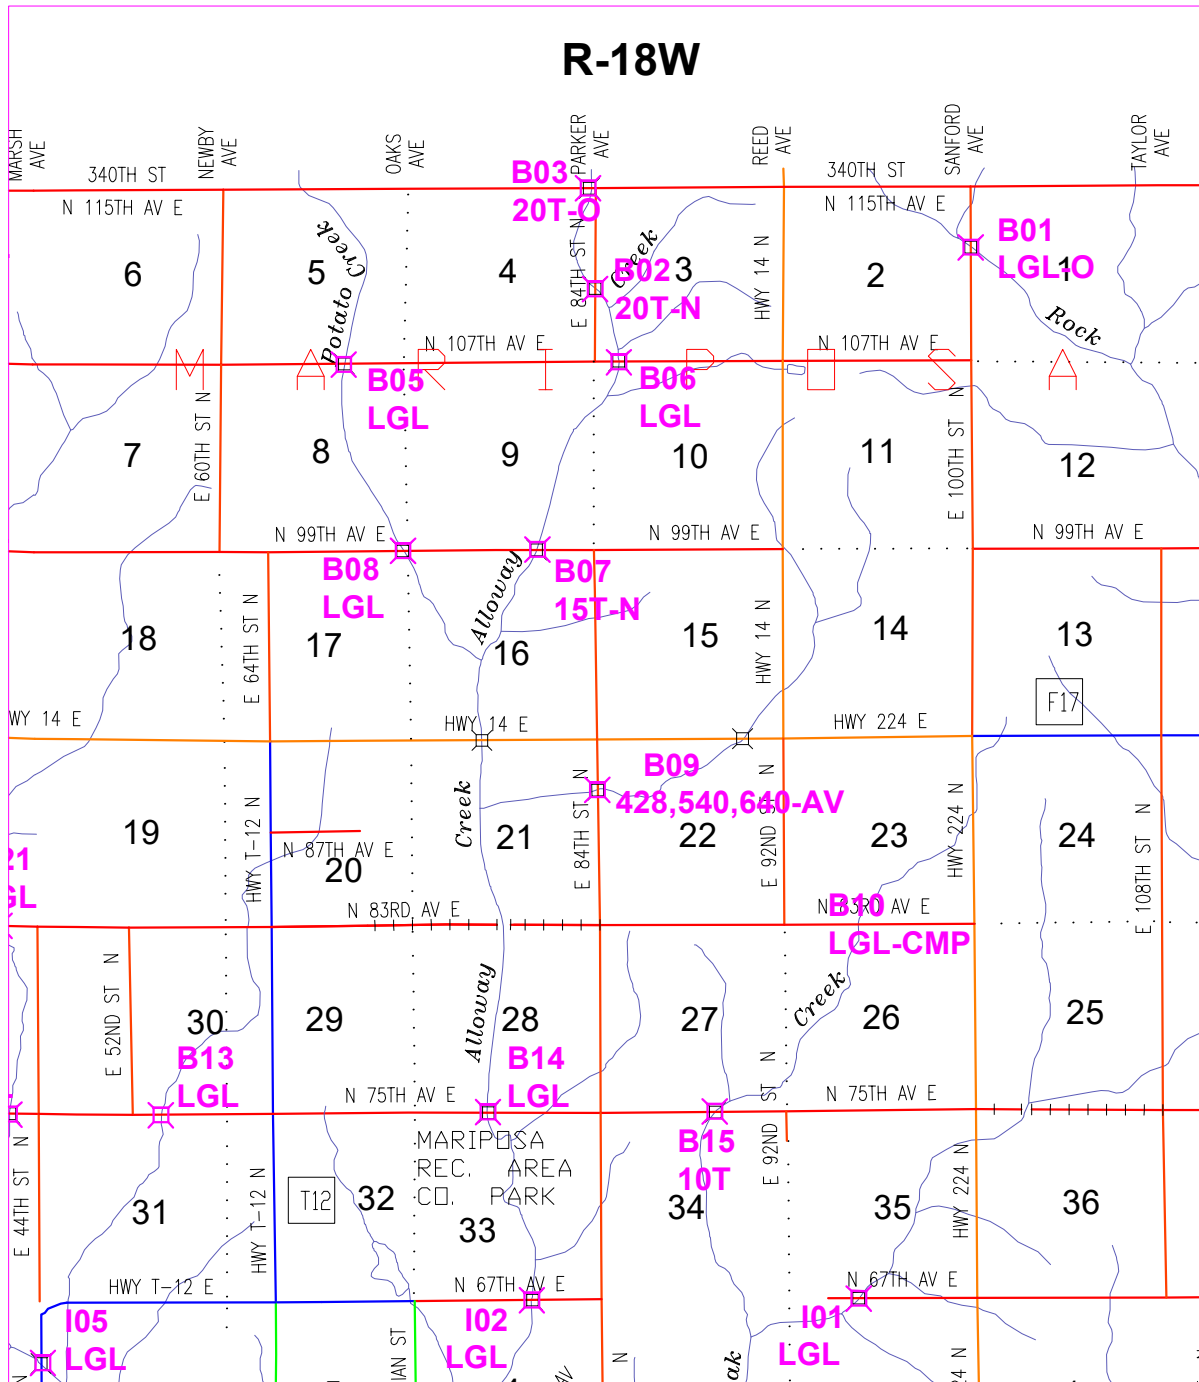 R-18W
MARSH
AVE
NEWBY
AVE
OAKS
AVE
PARKER
AVE
REED
AVE
SANFORD
AVE
TAYLOR
AVE
340TH ST
B03
20T-O
340TH ST
N 115TH AV E
N 115TH AV E
B01
LGL-O
6
5
4
3
2
1
Potato Creek
E 84TH ST N
Creek
B02
20T-N
HWY 14 N
Rock
N 107TH AV E
N 107TH AV E
M A R I P O S A
B05
LGL
B06
LGL
7
8
9
10
11
12
E 60TH ST N
E 100TH ST N
N 99TH AV E
N 99TH AV E
N 99TH AV E
B08
LGL
B07
15T-N
Alloway
18
17
16
15
14
13
E 64TH ST N
HWY 14 N
F17
WY 14 E
HWY 14 E
HWY 224 E
B09
428,540,640-AV
Creek
19
20
21
22
23
24
HWY T-12 N
N 87TH AV E
E 84TH ST N
E 92ND ST N
HWY 224 N
E 108TH ST N
21
GL
N 83RD AV E
N 83RD AV E
B10
LGL-CMP
E 52ND ST N
30
29
28
27
26
25
Alloway
Creek
B13
LGL
B14
LGL
N 75TH AV E
N 75TH AV E
E 92ND ST N
B15
10T
MARIPOSA
REC. AREA
CO. PARK
E 44TH ST N
31
T12
32
33
34
35
36
HWY T-12 N
HWY 224 N
HWY T-12 E
N 67TH AV E
N 67TH AV E
I05
LGL
I02
LGL
I01
LGL
IAN ST
AV
N
ak
24 N
N